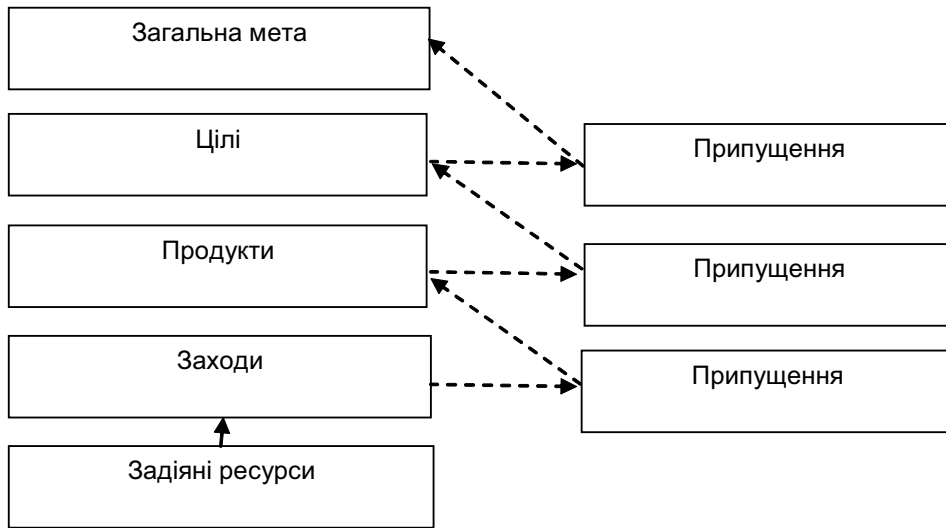 Загальна мета
Цілі
Припущення
Продукти
Припущення
Заходи
Припущення
Задіяні ресурси